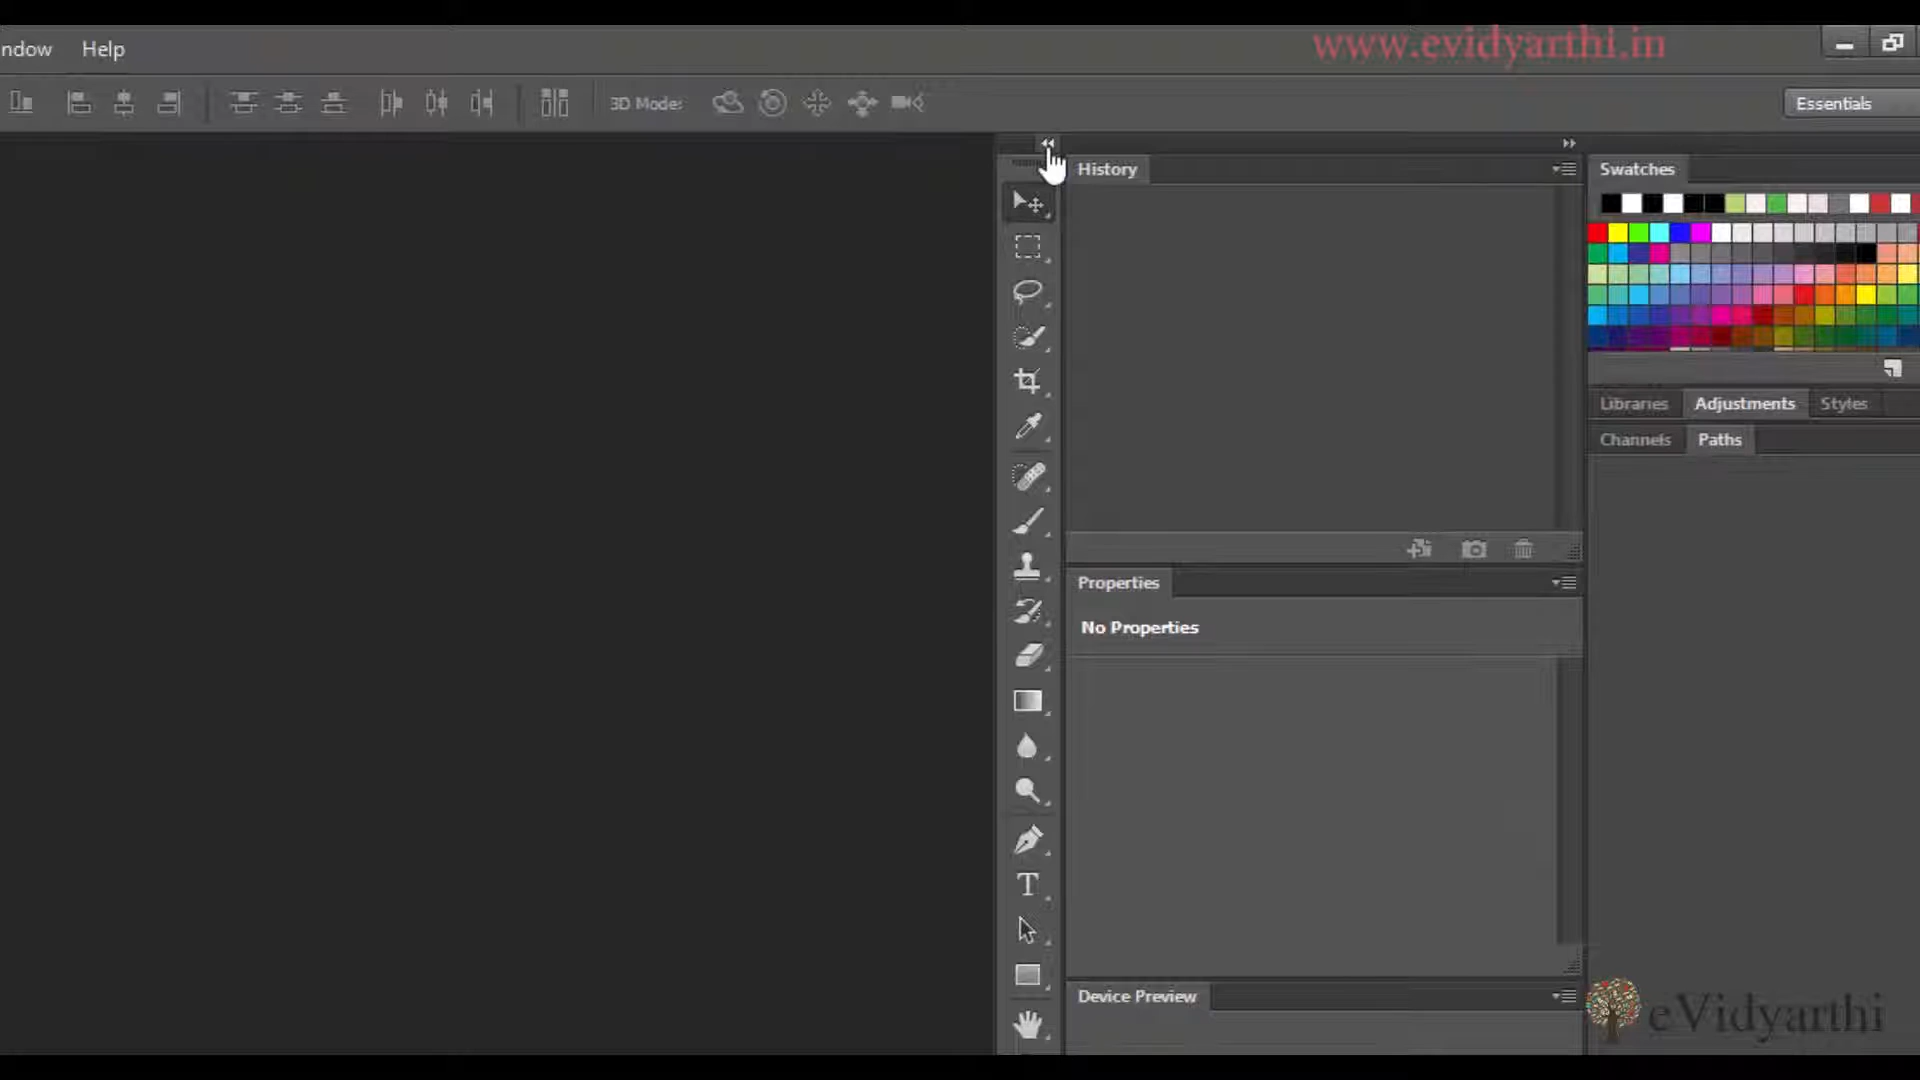 ndow Help
www.evidyarthi.in
3D Mode:
Essentials
History
Swatches
Libraries Adjustments Styles
Channels Paths
Properties
No Properties
T
Device Preview
eVidyarthi